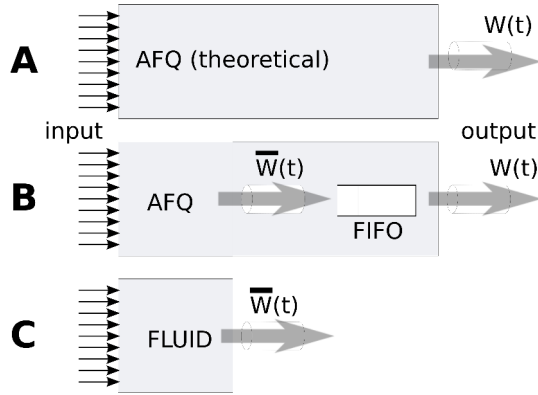 W(t)
A
AFQ (theoretical)
input
output
W̅(t)
W(t)
B
AFQ
FIFO
W̅(t)
C
FLUID